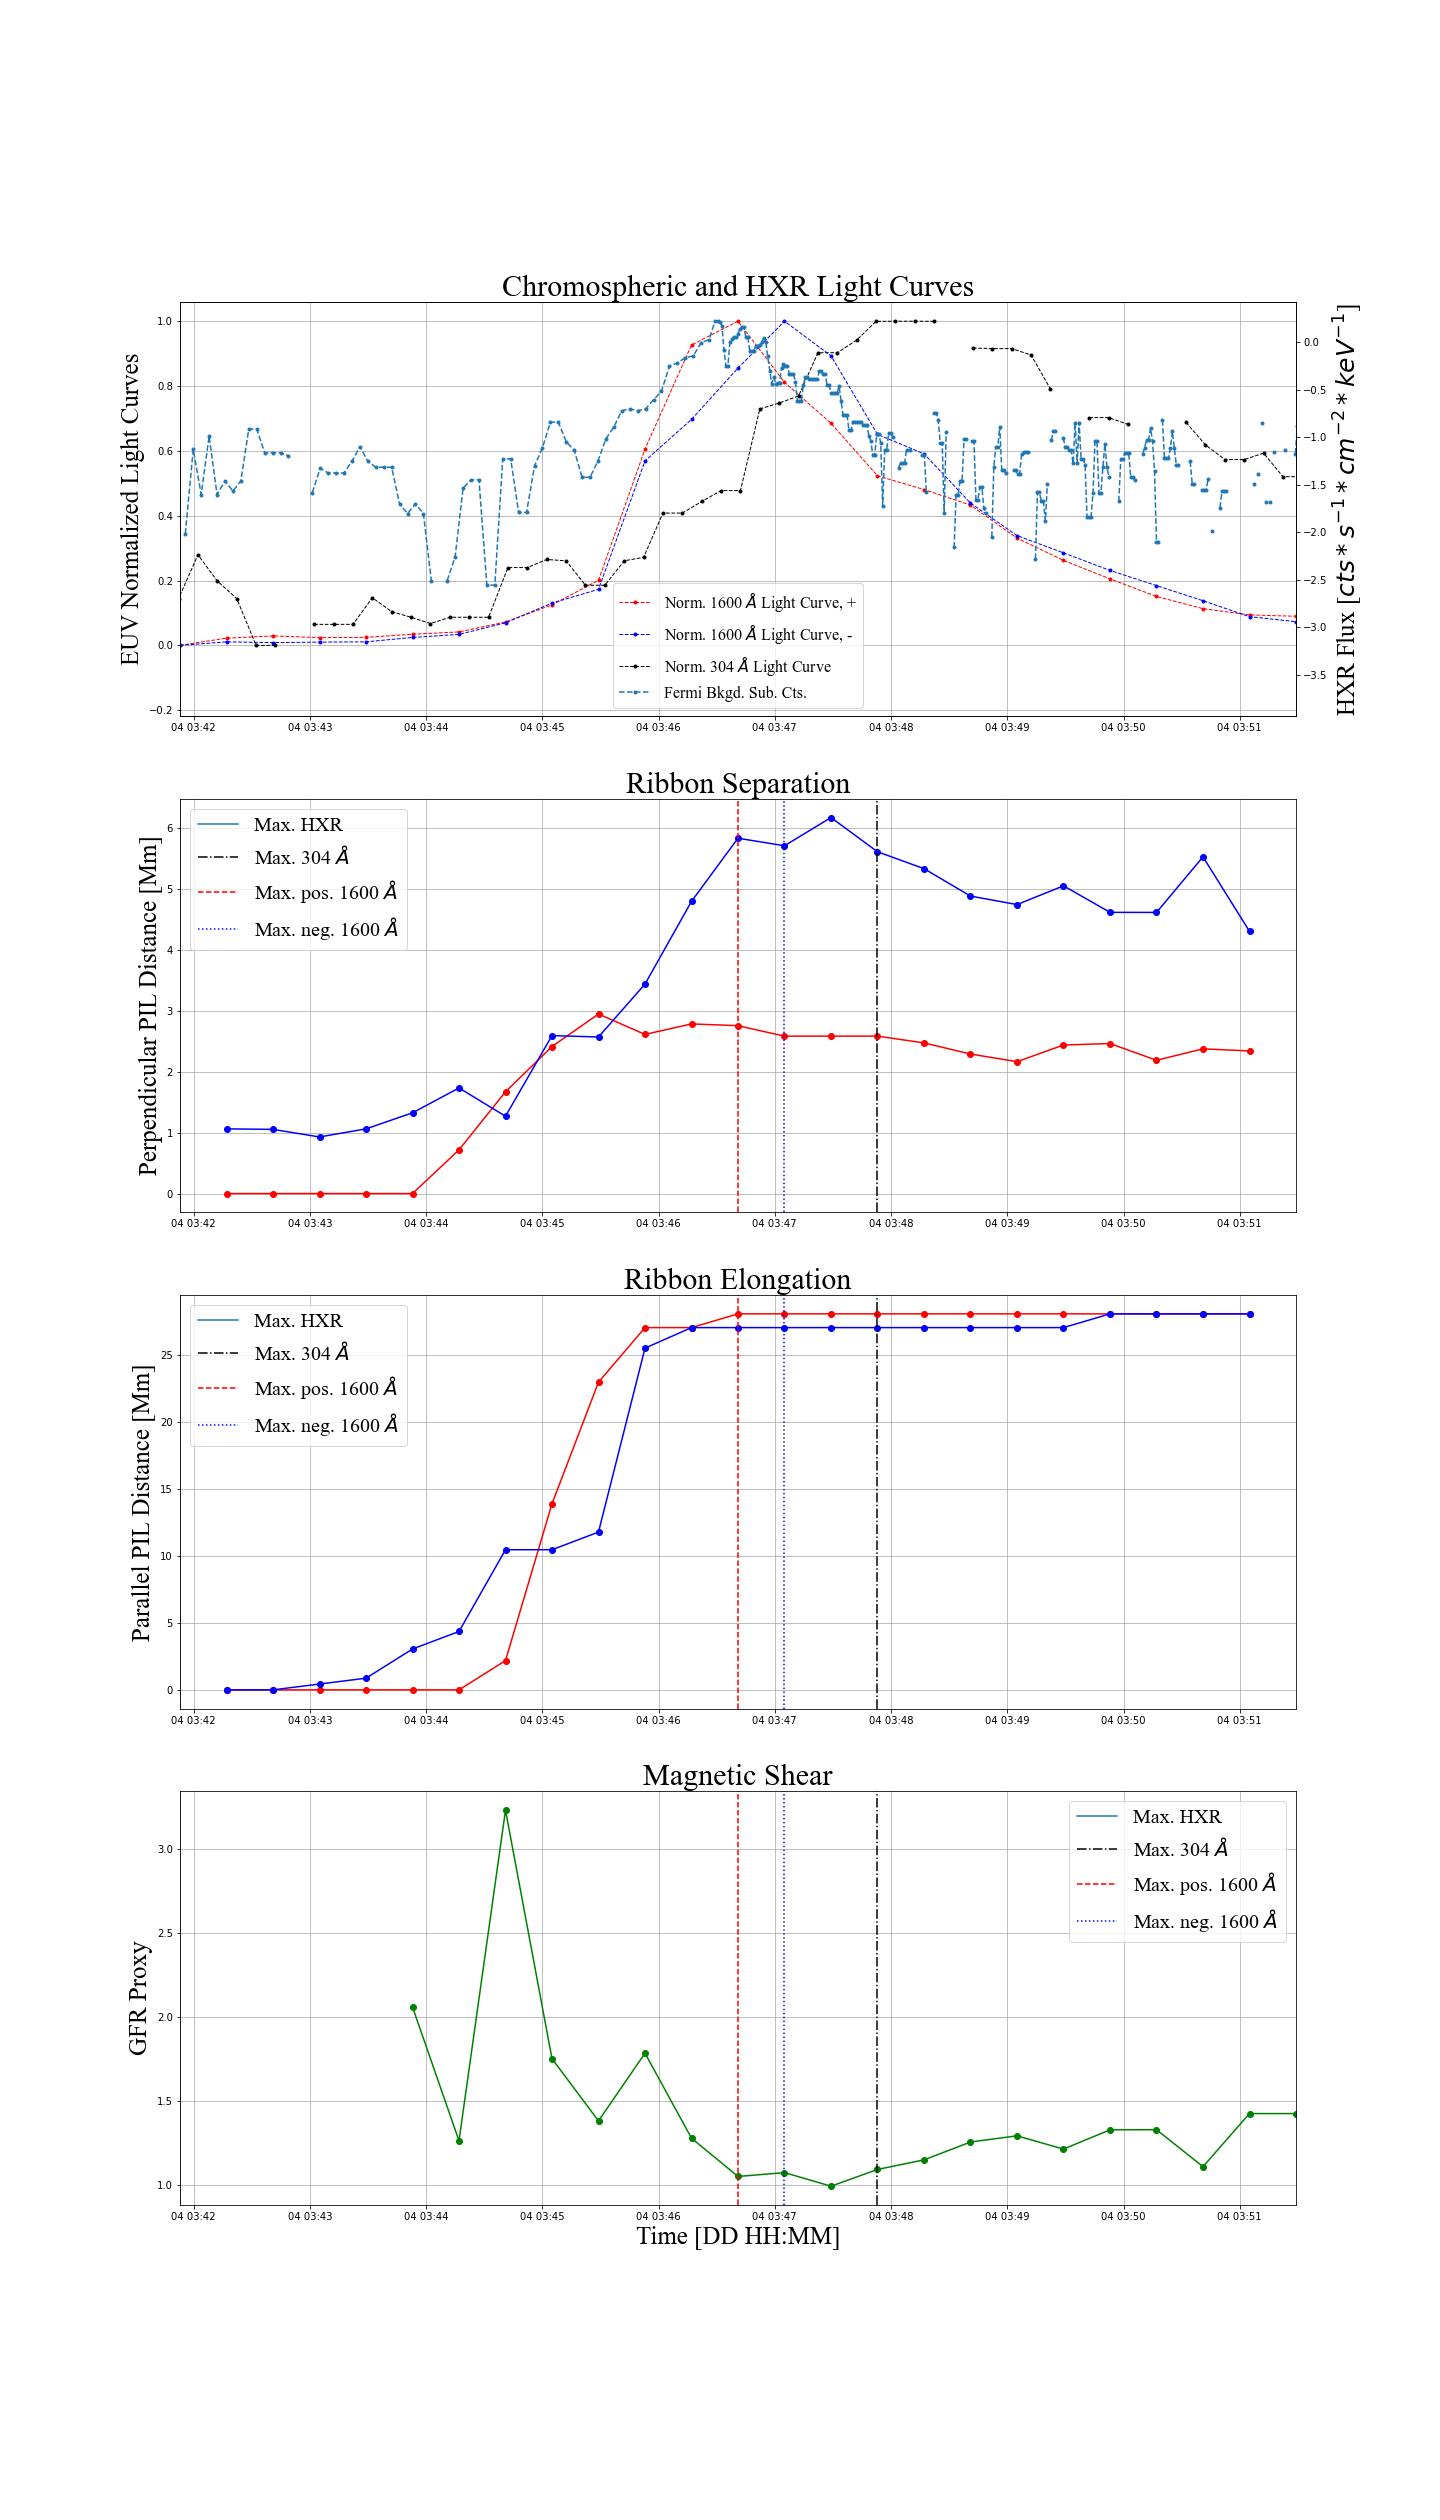 Chromospheric and HXR Light Curves
EUV Normalized Light Curves
1.0
0.8
0.6
0.4
0.2
0.0
−0.2
0.0
−0.5
−1.0
−1.5
−2.0
−2.5
−3.0
−3.5
HXR Flux [cts * s⁻¹ * cm⁻² * keV⁻¹]
Norm. 1600 Å Light Curve, +
Norm. 1600 Å Light Curve, -
Norm. 304 Å Light Curve
Fermi Bkgd. Sub. Cts.
04 03:42 04 03:43 04 03:44 04 03:45 04 03:46 04 03:47 04 03:48 04 03:49 04 03:50 04 03:51
Ribbon Separation
Perpendicular PIL Distance [Mm]
6
5
4
3
2
1
0
Max. HXR
Max. 304 Å
Max. pos. 1600 Å
Max. neg. 1600 Å
04 03:42 04 03:43 04 03:44 04 03:45 04 03:46 04 03:47 04 03:48 04 03:49 04 03:50 04 03:51
Ribbon Elongation
Parallel PIL Distance [Mm]
25
20
15
10
5
0
Max. HXR
Max. 304 Å
Max. pos. 1600 Å
Max. neg. 1600 Å
04 03:42 04 03:43 04 03:44 04 03:45 04 03:46 04 03:47 04 03:48 04 03:49 04 03:50 04 03:51
Magnetic Shear
GFR Proxy
3.0
2.5
2.0
1.5
1.0
Max. HXR
Max. 304 Å
Max. pos. 1600 Å
Max. neg. 1600 Å
04 03:42 04 03:43 04 03:44 04 03:45 04 03:46 04 03:47 04 03:48 04 03:49 04 03:50 04 03:51
Time [DD HH:MM]